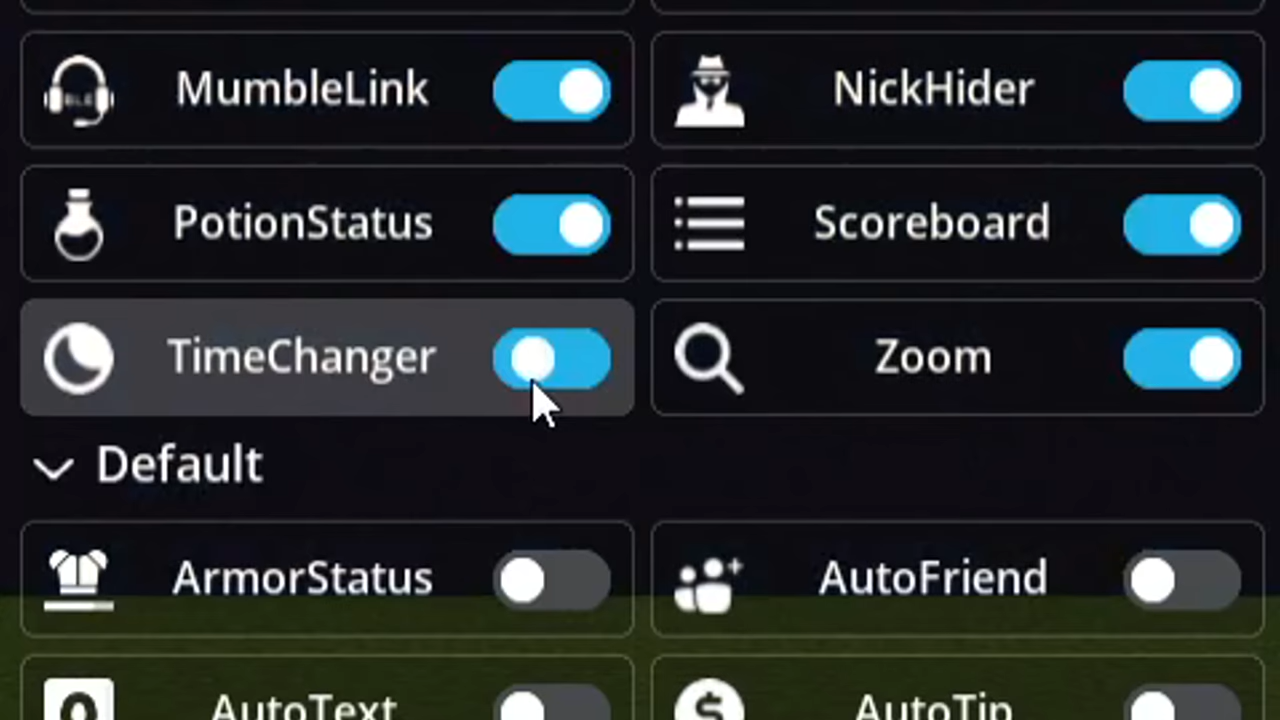 MumbleLink
NickHider
PotionStatus
Scoreboard
TimeChanger
Zoom
Default
ArmorStatus
AutoFriend
AutoText
AutoTip